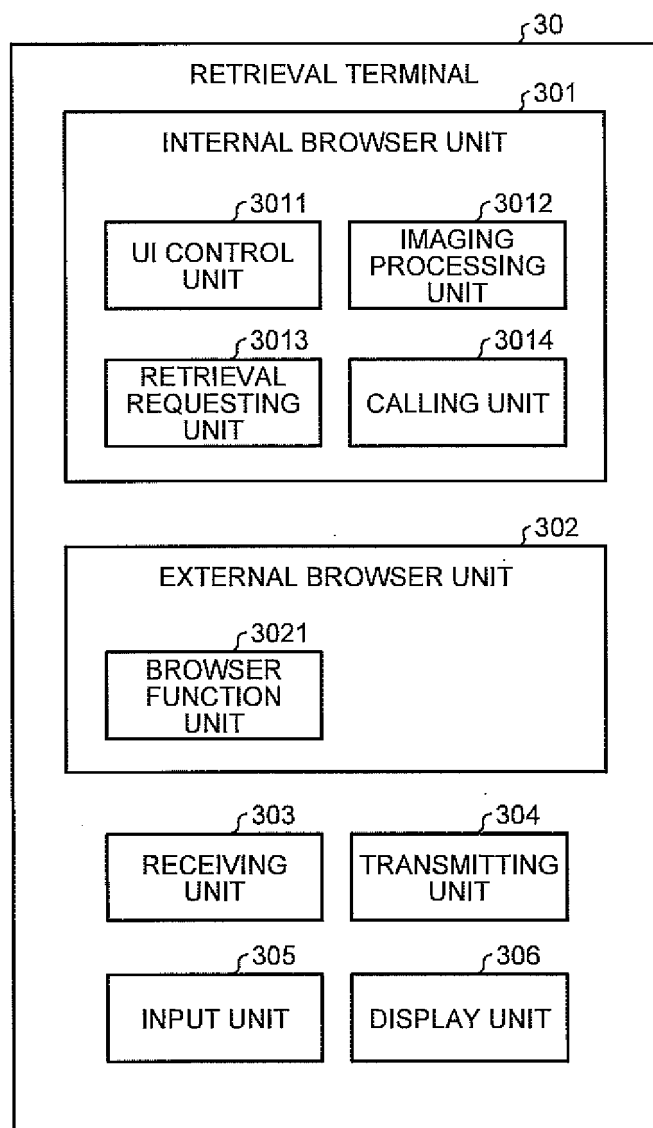 30
RETRIEVAL TERMINAL
301
INTERNAL BROWSER UNIT
3011
UI CONTROL
UNIT
3012
IMAGING
PROCESSING
UNIT
3013
RETRIEVAL
REQUESTING
UNIT
3014
CALLING UNIT
302
EXTERNAL BROWSER UNIT
3021
BROWSER
FUNCTION
UNIT
303
RECEIVING
UNIT
304
TRANSMITTING
UNIT
305
INPUT UNIT
306
DISPLAY UNIT